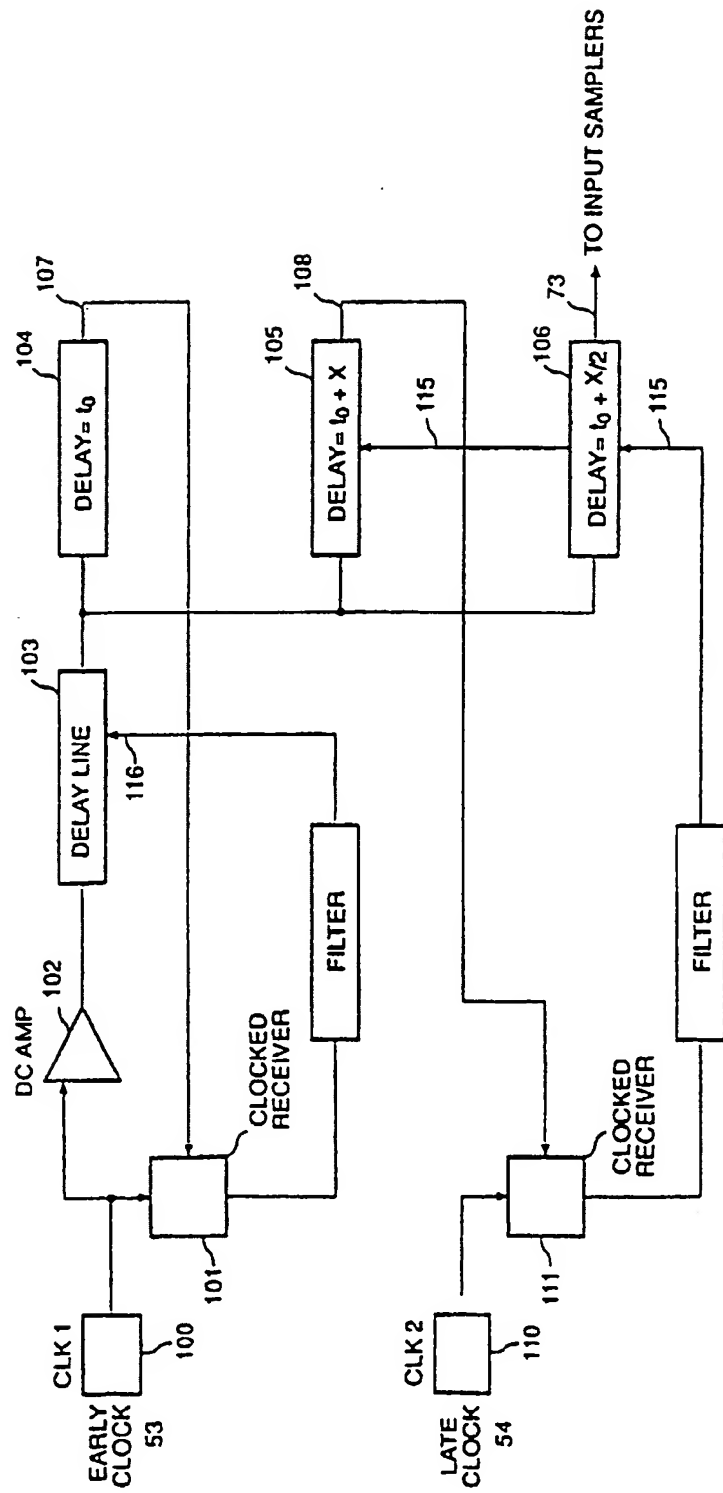 EARLY
CLOCK
53
CLK 1
100
DC AMP
102
101
CLOCKED
RECEIVER
FILTER
116
DELAY LINE
103
DELAY= t₀
104
107
LATE
CLOCK
54
CLK 2
110
111
CLOCKED
RECEIVER
FILTER
DELAY= t₀ + X
105
108
115
DELAY= t₀ + X/2
106
115
73
TO INPUT SAMPLERS